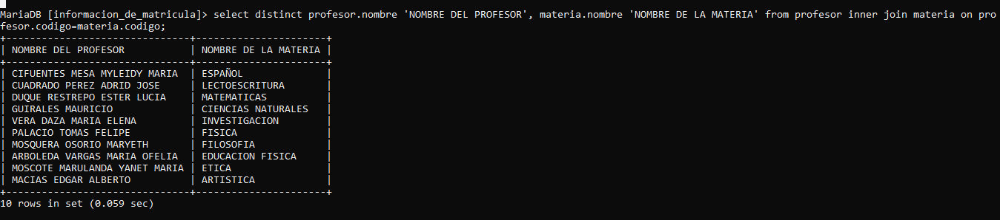 MariaDB [informacion_de_matricula]> select distinct profesor.nombre 'NOMBRE DEL PROFESOR', materia.nombre 'NOMBRE DE LA MATERIA' from profesor inner join materia on pro
fesor.codigo=materia.codigo;
+-------------------------------+----------------------+
| NOMBRE DEL PROFESOR           | NOMBRE DE LA MATERIA |
+-------------------------------+----------------------+
| CIFUENTES MESA MYLEIDY MARIA  | ESPAÑOL              |
| CUADRADO PEREZ ADRID JOSE     | LECTOESCRITURA       |
| DUQUE RESTREPO ESTER LUCIA    | MATEMATICAS          |
| GUIRALES MAURICIO             | CIENCIAS NATURALES   |
| VERA DAZA MARIA ELENA         | INVESTIGACION        |
| PALACIO TOMAS FELIPE          | FISICA               |
| MOSQUERA OSORIO MARYETH       | FILOSOFIA            |
| ARBOLEDA VARGAS MARIA OFELIA  | EDUCACION FISICA     |
| MOSCOTE MARULANDA YANET MARIA | ETICA                |
| MACIAS EDGAR ALBERTO          | ARTISTICA            |
+-------------------------------+----------------------+
10 rows in set (0.059 sec)